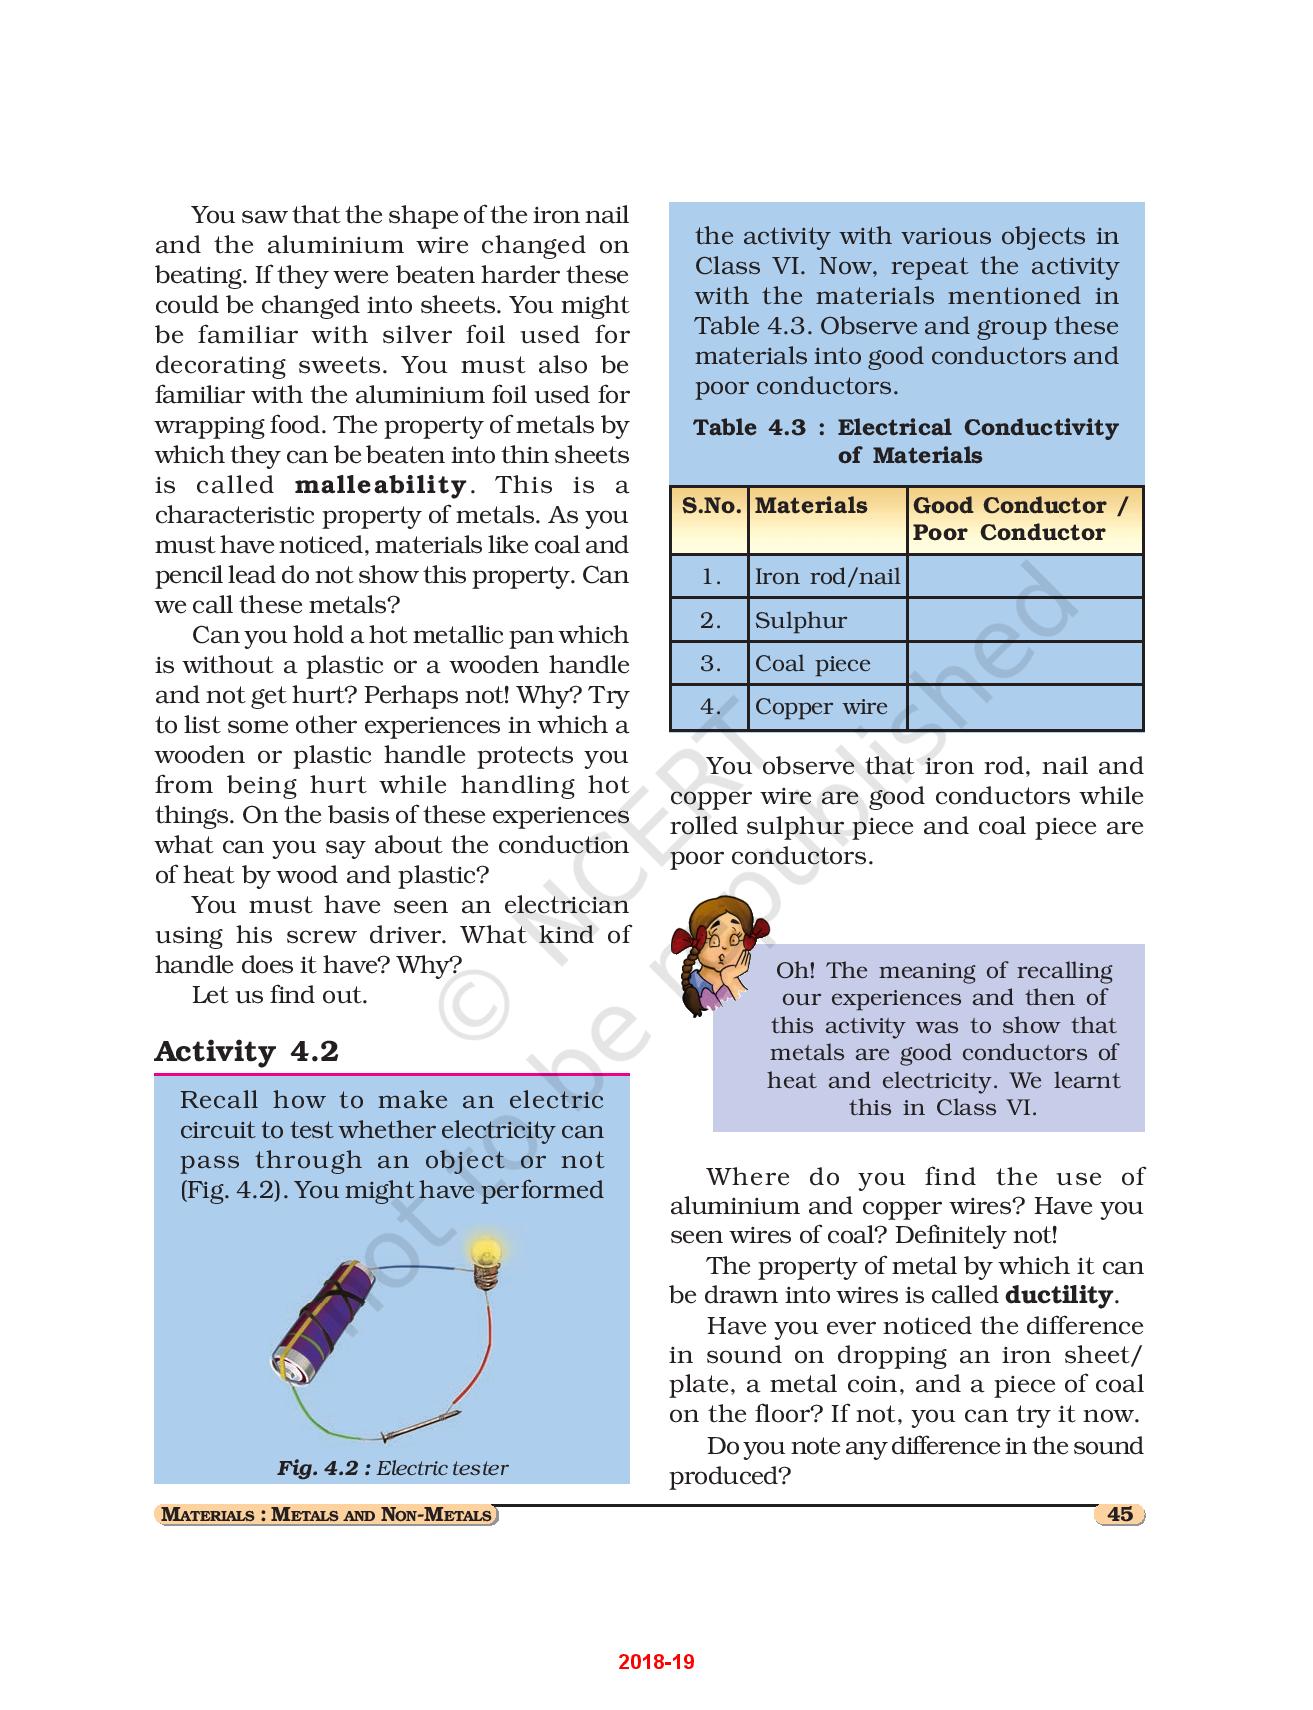 You saw that the shape of the iron nail
and the aluminium wire changed on
beating. If they were beaten harder these
could be changed into sheets. You might
be familiar with silver foil used for
decorating sweets. You must also be
familiar with the aluminium foil used for
wrapping food. The property of metals by
which they can be beaten into thin sheets
is called malleability. This is a
characteristic property of metals. As you
must have noticed, materials like coal and
pencil lead do not show this property. Can
we call these metals?
Can you hold a hot metallic pan which
is without a plastic or a wooden handle
and not get hurt? Perhaps not! Why? Try
to list some other experiences in which a
wooden or plastic handle protects you
from being hurt while handling hot
things. On the basis of these experiences
what can you say about the conduction
of heat by wood and plastic?
You must have seen an electrician
using his screw driver. What kind of
handle does it have? Why?
Let us find out.
Activity 4.2
Recall how to make an electric
circuit to test whether electricity can
pass through an object or not
(Fig. 4.2). You might have performed
Fig. 4.2 : Electric tester
the activity with various objects in
Class VI. Now, repeat the activity
with the materials mentioned in
Table 4.3. Observe and group these
materials into good conductors and
poor conductors.
Table 4.3 : Electrical Conductivity
of Materials
S.No. Materials Good Conductor /
Poor Conductor
1. Iron rod/nail
2. Sulphur
3. Coal piece
4. Copper wire
You observe that iron rod, nail and
copper wire are good conductors while
rolled sulphur piece and coal piece are
poor conductors.
Oh! The meaning of recalling
our experiences and then of
this activity was to show that
metals are good conductors of
heat and electricity. We learnt
this in Class VI.
Where do you find the use of
aluminium and copper wires? Have you
seen wires of coal? Definitely not!
The property of metal by which it can
be drawn into wires is called ductility.
Have you ever noticed the difference
in sound on dropping an iron sheet/
plate, a metal coin, and a piece of coal
on the floor? If not, you can try it now.
Do you note any difference in the sound
produced?
MATERIALS : METALS AND NON-METALS
45
2018-19
© NCERT
not to be republished